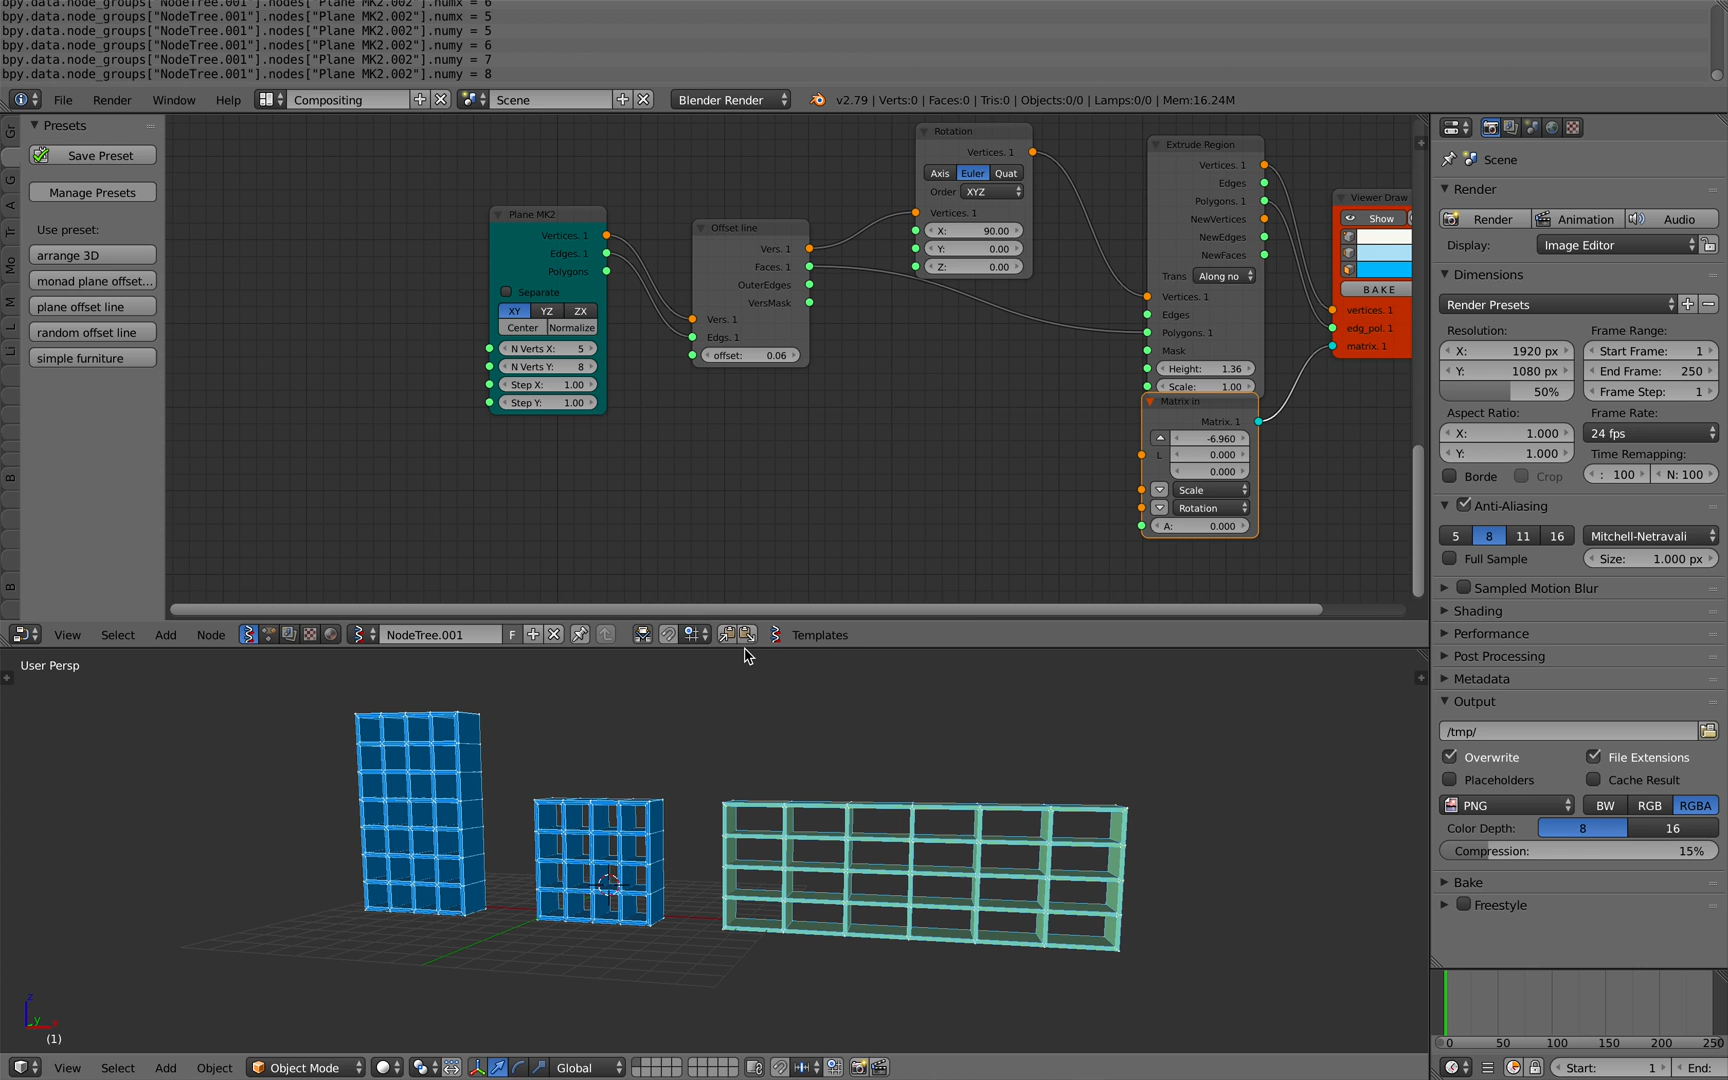 bpy.data.node_groups["NodeTree.001"].nodes["Plane MK2.002"].numx = 6
bpy.data.node_groups["NodeTree.001"].nodes["Plane MK2.002"].numx = 5
bpy.data.node_groups["NodeTree.001"].nodes["Plane MK2.002"].numy = 5
bpy.data.node_groups["NodeTree.001"].nodes["Plane MK2.002"].numy = 6
bpy.data.node_groups["NodeTree.001"].nodes["Plane MK2.002"].numy = 7
bpy.data.node_groups["NodeTree.001"].nodes["Plane MK2.002"].numy = 8
File Render Window Help Compositing Scene Blender Render v2.79 | Verts:0 | Faces:0 | Tris:0 | Objects:0/0 | Lamps:0/0 | Mem:16.24M
Gr
G
A
Tr
Mo
M
L
Li
B
B
Presets
Save Preset
Manage Presets
Use preset:
arrange 3D
monad plane offset...
plane offset line
random offset line
simple furniture
Plane MK2
Vertices. 1
Edges. 1
Polygons
Separate
XY YZ ZX
Center Normalize
N Verts X: 5
N Verts Y: 8
Step X: 1.00
Step Y: 1.00
Offset line
Vers. 1
Faces. 1
OuterEdges
VersMask
Vers. 1
Edgs. 1
offset: 0.06
Rotation
Vertices. 1
Axis Euler Quat
Order XYZ
Vertices. 1
X: 90.00
Y: 0.00
Z: 0.00
Extrude Region
Vertices. 1
Edges
Polygons. 1
NewVertices
NewEdges
NewFaces
Trans Along no
Vertices. 1
Edges
Polygons. 1
Mask
Height: 1.36
Scale: 1.00
Matrix in
Matrix. 1
-6.960
L 0.000
0.000
Scale
Rotation
A: 0.000
Viewer Draw
Show
BAKE
vertices. 1
edg_pol. 1
matrix. 1
View Select Add Node NodeTree.001 F Templates
User Persp
z
y
x
(1)
View Select Add Object Object Mode Global
Scene
Render
Render Animation Audio
Display: Image Editor
Dimensions
Render Presets
Resolution: Frame Range:
X: 1920 px Start Frame: 1
Y: 1080 px End Frame: 250
50% Frame Step: 1
Aspect Ratio: Frame Rate:
X: 1.000 24 fps
Y: 1.000 Time Remapping:
Borde Crop : 100 N: 100
Anti-Aliasing
5 8 11 16 Mitchell-Netravali
Full Sample Size: 1.000 px
Sampled Motion Blur
Shading
Performance
Post Processing
Metadata
Output
/tmp/
Overwrite File Extensions
Placeholders Cache Result
PNG BW RGB RGBA
Color Depth: 8 16
Compression: 15%
Bake
Freestyle
0 50 100 150 200 250
Start: 1 End: